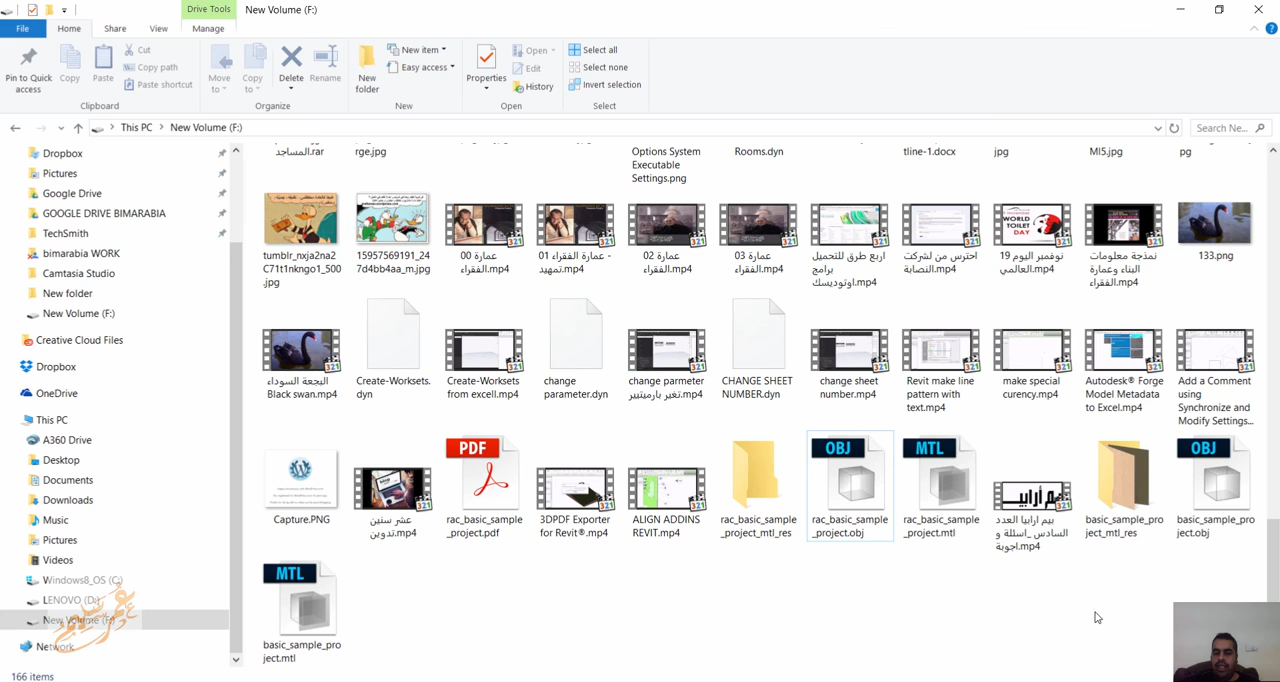 Drive Tools
New Volume (F:)
File
Home
Share
View
Manage
Pin to Quick
access
Copy
Paste
Cut
Copy path
Paste shortcut
Clipboard
Move
to
Copy
to
Delete
Rename
Organize
New
folder
New item
Easy access
New
Properties
Open
Edit
History
Open
Select all
Select none
Invert selection
Select
This PC
New Volume (F:)
Search Ne...
Dropbox
Pictures
Google Drive
GOOGLE DRIVE BIMARABIA
TechSmith
bimarabia WORK
Camtasia Studio
New folder
New Volume (F:)
Creative Cloud Files
Dropbox
OneDrive
This PC
A360 Drive
Desktop
Documents
Downloads
Music
Pictures
Videos
Windows8_OS (C:)
LENOVO (D:)
New Volume (F:)
Network
المساجد.rar
rge.jpg
Options System
Executable
Settings.png
Rooms.dyn
tline-1.docx
jpg
MI5.jpg
pg
tumblr_nxja2na2
C71t1nkngo1_500
.jpg
15957569191_24
7d4bb4aa_m.jpg
00 عمارة
الفقراء.mp4
01 عمارة الفقراء -
تمهيد.mp4
02 عمارة
الفقراء.mp4
03 عمارة
الفقراء.mp4
اربع طرق للتحميل
برامج
اوتوديسك.mp4
احترس من لشركت
النصابة.mp4
WORLD
TOILET
DAY
19 نوفمبر اليوم
العالمي.mp4
نمذجة معلومات
البناء وعمارة
الفقراء.mp4
133.png
البجعة السوداء
Black swan.mp4
Create-Worksets.
dyn
Create-Worksets
from excell.mp4
change
parameter.dyn
change parmeter
تغير بارميتير.mp4
CHANGE SHEET
NUMBER.dyn
change sheet
number.mp4
Revit make line
pattern with
text.mp4
make special
curency.mp4
Autodesk® Forge
Model Metadata
to Excel.mp4
Add a Comment
using
Synchronize and
Modify Settings...
Capture.PNG
عشر سنين
تدوين.mp4
PDF
rac_basic_sample
_project.pdf
3DPDF Exporter
for Revit®.mp4
ALIGN ADDINS
REVIT.mp4
rac_basic_sample
_project_mtl_res
OBJ
rac_basic_sample
_project.obj
MTL
rac_basic_sample
_project.mtl
بيم ارابيا العدد
السادس _اسئلة و
اجوبة.mp4
basic_sample_pro
ject_mtl_res
OBJ
basic_sample_pro
ject.obj
MTL
basic_sample_pro
ject.mtl
166 items